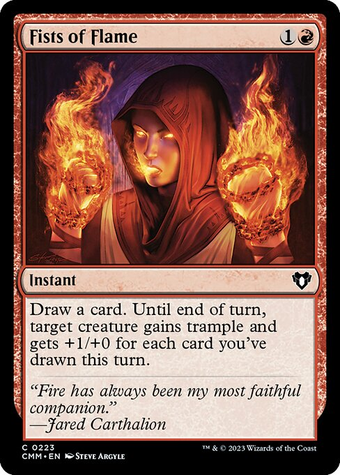 Fists of Flame 1
Instant
Draw a card. Until end of turn,
target creature gains trample and
gets +1/+0 for each card you've
drawn this turn.
"Fire has always been my most faithful
companion."
—Jared Carthalion
C 0223
CMM • EN Steve Argyle
™ & © 2023 Wizards of the Coast